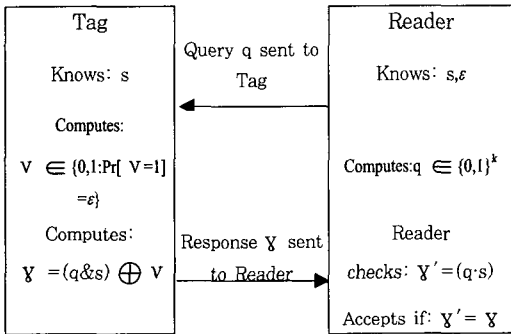 Tag
Knows: s
Computes:
V ∈ {0,1:Pr[ V=1]
=ε}
Computes:
Ɣ =(q&s) ⊕ V
Query q sent to
Tag
Response Ɣ sent
to Reader
Reader
Knows: s,ε
Computes:q ∈ {0,1}ᵏ
Reader
checks: Ɣ′=(q·s)
Accepts if: Ɣ′= Ɣ